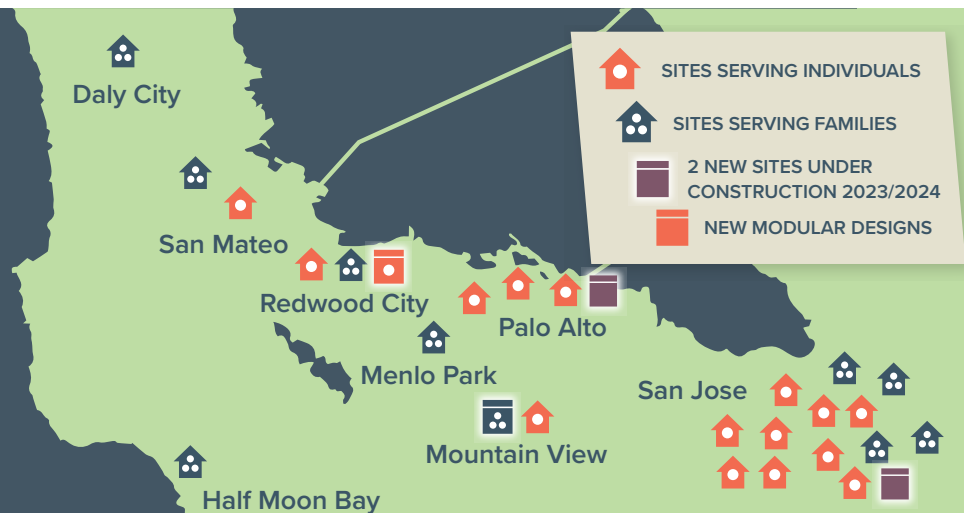 Daly City
San Mateo
Redwood City
Palo Alto
Menlo Park
Mountain View
San Jose
Half Moon Bay
SITES SERVING INDIVIDUALS
SITES SERVING FAMILIES
2 NEW SITES UNDER
CONSTRUCTION 2023/2024
NEW MODULAR DESIGNS